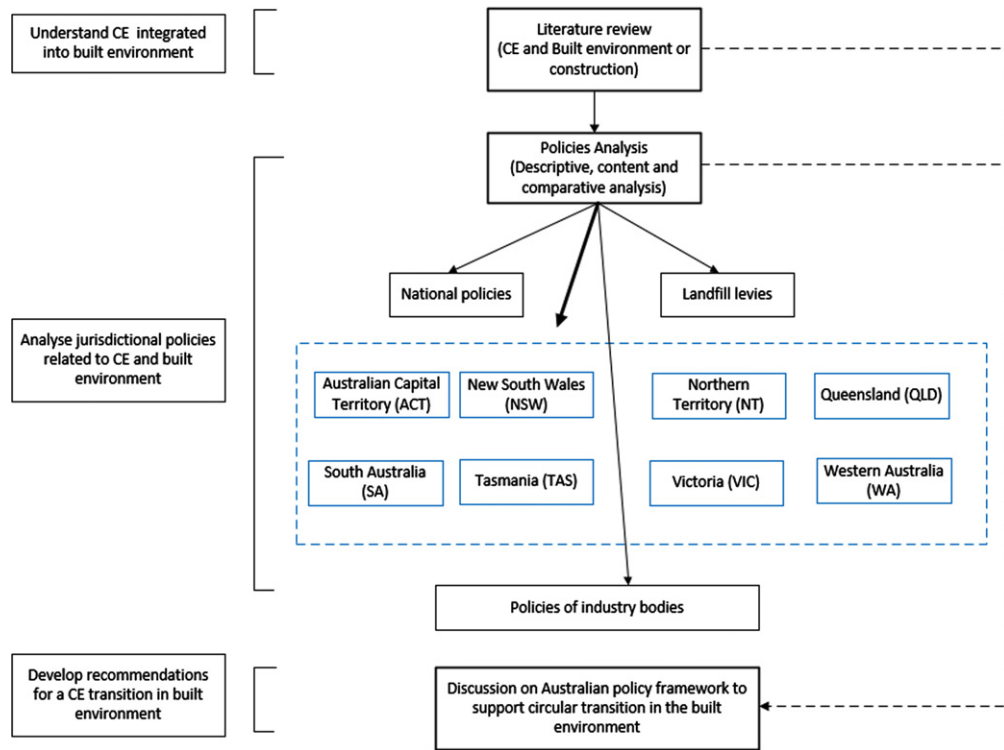 Understand CE integrated
into built environment
Literature review
(CE and Built environment or
construction)
Policies Analysis
(Descriptive, content and
comparative analysis)
National policies
Landfill levies
Analyse jurisdictional policies
related to CE and built
environment
Australian Capital
Territory (ACT)
New South Wales
(NSW)
Northern
Territory (NT)
Queensland (QLD)
South Australia
(SA)
Tasmania (TAS)
Victoria (VIC)
Western Australia
(WA)
Policies of industry bodies
Develop recommendations
for a CE transition in built
environment
Discussion on Australian policy framework to
support circular transition in the built
environment